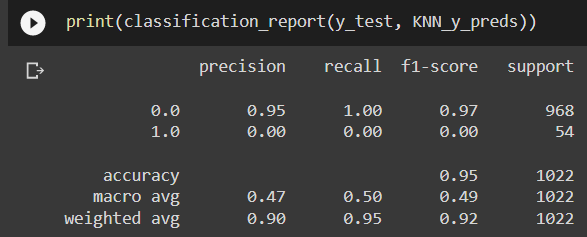 print(classification_report(y_test, KNN_y_preds))
precision recall f1-score support
0.0 0.95 1.00 0.97 968
1.0 0.00 0.00 0.00 54
accuracy 0.95 1022
macro avg 0.47 0.50 0.49 1022
weighted avg 0.90 0.95 0.92 1022